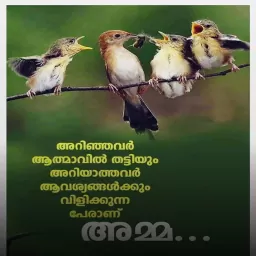 അറിഞ്ഞവർ
ആത്മാവിൽ തട്ടിയും
അറിയാത്തവർ
ആവശ്യങ്ങൾക്കും
വിളിക്കുന്ന
പേരാണ്
അമ്മ...